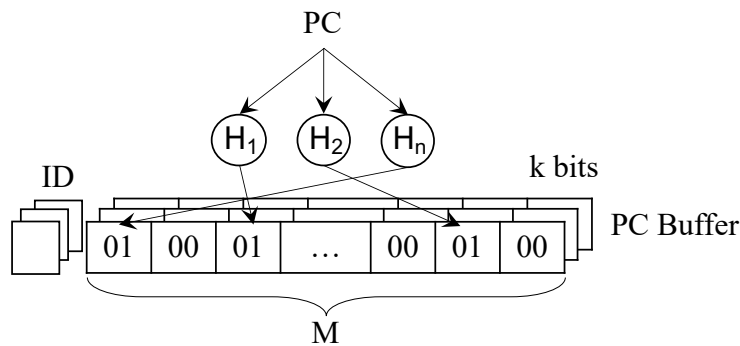 PC
H1 H2 Hn
ID k bits
PC Buffer
01 00 01 ... 00 01 00
M